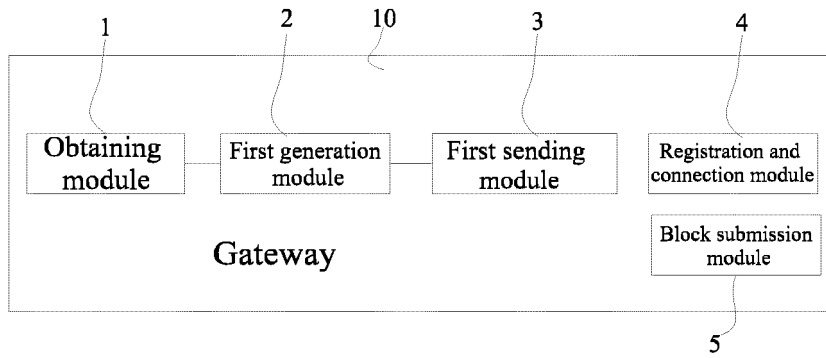 1
2
10
3
4
Obtaining
module
First generation
module
First sending
module
Registration and
connection module
Gateway
Block submission
module
5